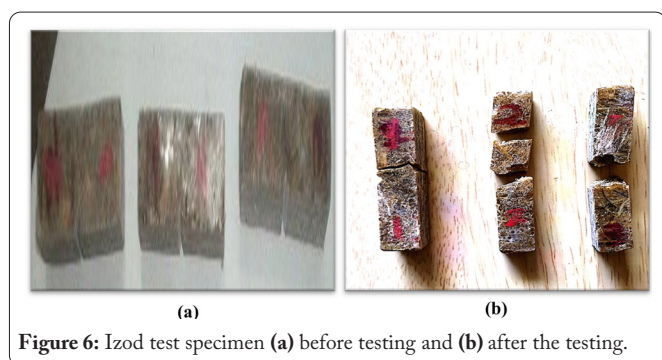 (a)
(b)
Figure 6: Izod test specimen (a) before testing and (b) after the testing.